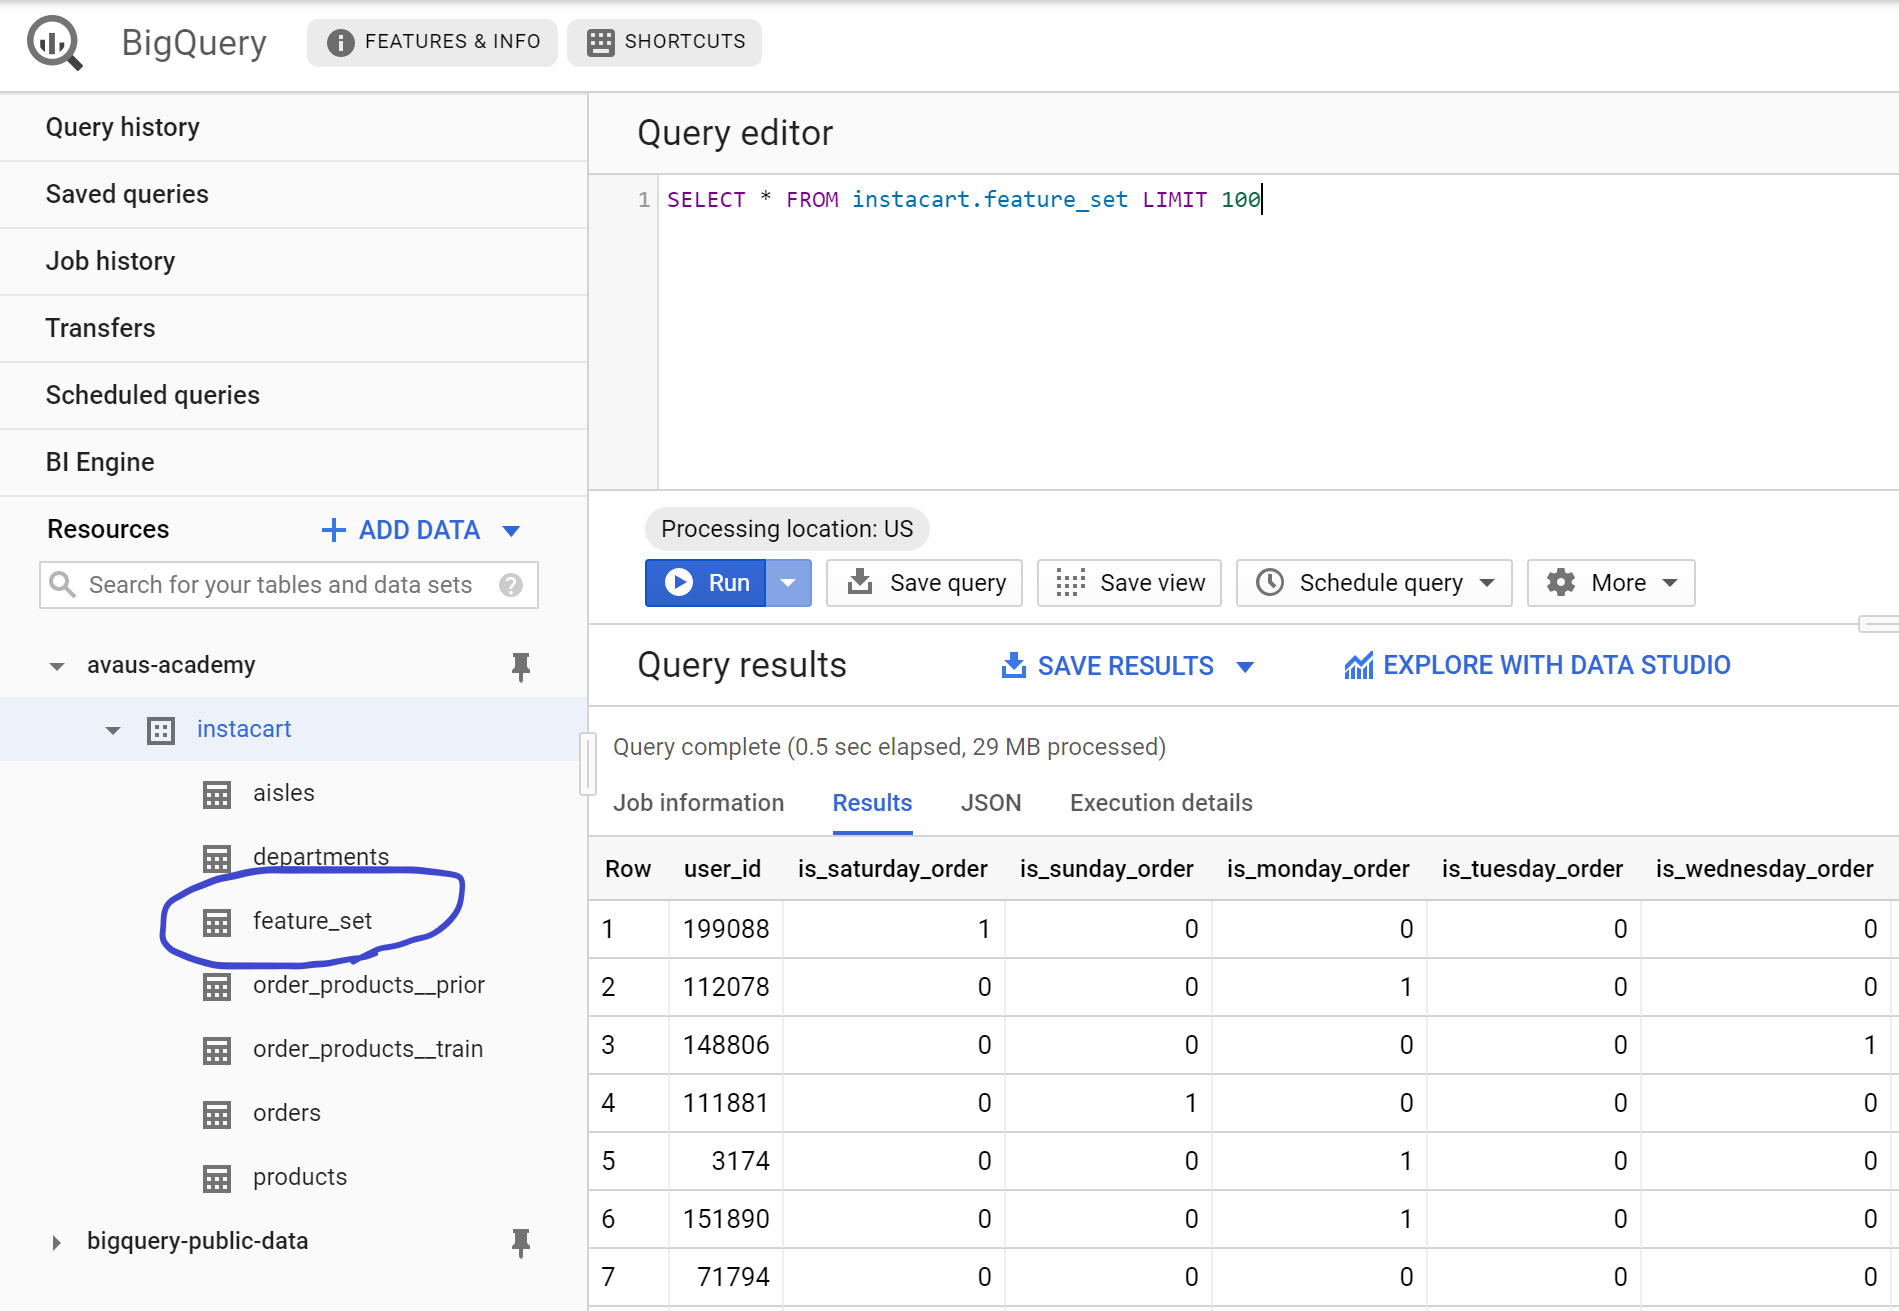 BigQuery FEATURES & INFO SHORTCUTS
Query history
Saved queries
Job history
Transfers
Scheduled queries
BI Engine
Resources ADD DATA
Search for your tables and data sets ?
avaus-academy
instacart
aisles
departments
feature_set
order_products__prior
order_products__train
orders
products
bigquery-public-data
Query editor
1 SELECT * FROM instacart.feature_set LIMIT 100
Processing location: US
Run Save query Save view Schedule query More
Query results SAVE RESULTS EXPLORE WITH DATA STUDIO
Query complete (0.5 sec elapsed, 29 MB processed)
Job information Results JSON Execution details
Row user_id is_saturday_order is_sunday_order is_monday_order is_tuesday_order is_wednesday_order
1 199088 1 0 0 0 0
2 112078 0 0 1 0 0
3 148806 0 0 0 0 1
4 111881 0 1 0 0 0
5 3174 0 0 1 0 0
6 151890 0 0 1 0 0
7 71794 0 0 0 0 0